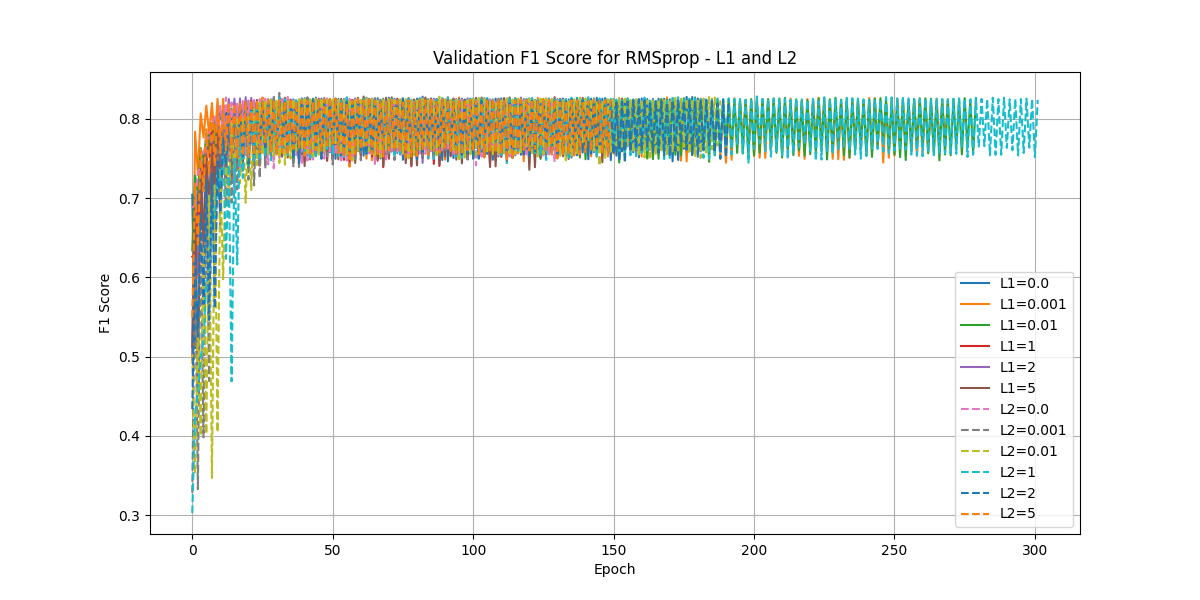 Validation F1 Score for RMSprop - L1 and L2
F1 Score
0.8
0.7
0.6
0.5
0.4
0.3
0 50 100 150 200 250 300
Epoch
L1=0.0
L1=0.001
L1=0.01
L1=1
L1=2
L1=5
L2=0.0
L2=0.001
L2=0.01
L2=1
L2=2
L2=5